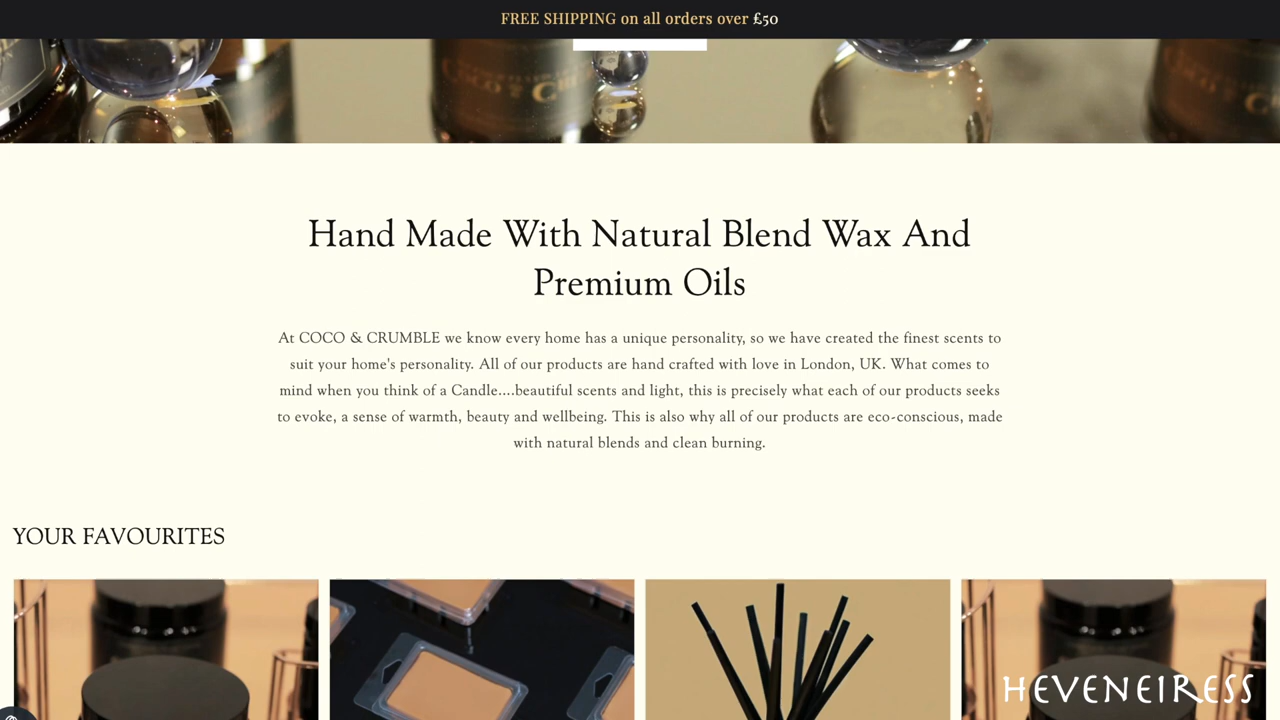 FREE SHIPPING on all orders over £50
Hand Made With Natural Blend Wax And
Premium Oils
At COCO & CRUMBLE we know every home has a unique personality, so we have created the finest scents to
suit your home's personality. All of our products are hand crafted with love in London, UK. What comes to
mind when you think of a Candle....beautiful scents and light, this is precisely what each of our products seeks
to evoke, a sense of warmth, beauty and wellbeing. This is also why all of our products are eco-conscious, made
with natural blends and clean burning.
YOUR FAVOURITES
HEVENEIRESS